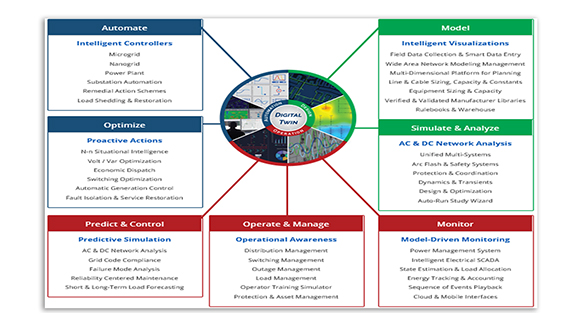 Automate
Intelligent Controllers
Microgrid
Nanogrid
Power Plant
Substation Automation
Remedial Action Schemes
Load Shedding & Restoration
Model
Intelligent Visualizations
Field Data Collection & Smart Data Entry
Wide Area Network Modeling Management
Multi-Dimensional Platform for Planning
Line & Cable Sizing, Capacity & Constants
Equipment Sizing & Capacity
Verified & Validated Manufacturer Libraries
Rulebooks & Warehouse
DESIGN
DIGITAL
TWIN
OPERATION
Optimize
Proactive Actions
N-n Situational Intelligence
Volt / Var Optimization
Economic Dispatch
Switching Optimization
Automatic Generation Control
Fault Isolation & Service Restoration
Simulate & Analyze
AC & DC Network Analysis
Unified Multi-Systems
Arc Flash & Safety Systems
Protection & Coordination
Dynamics & Transients
Design & Optimization
Auto-Run Study Wizard
Predict & Control
Predictive Simulation
AC & DC Network Analysis
Grid Code Compliance
Failure Mode Analysis
Reliability Centered Maintenance
Short & Long-Term Load Forecasting
Operate & Manage
Operational Awareness
Distribution Management
Switching Management
Outage Management
Load Management
Operator Training Simulator
Protection & Asset Management
Monitor
Model-Driven Monitoring
Power Management System
Intelligent Electrical SCADA
State Estimation & Load Allocation
Energy Tracking & Accounting
Sequence of Events Playback
Cloud & Mobile Interfaces